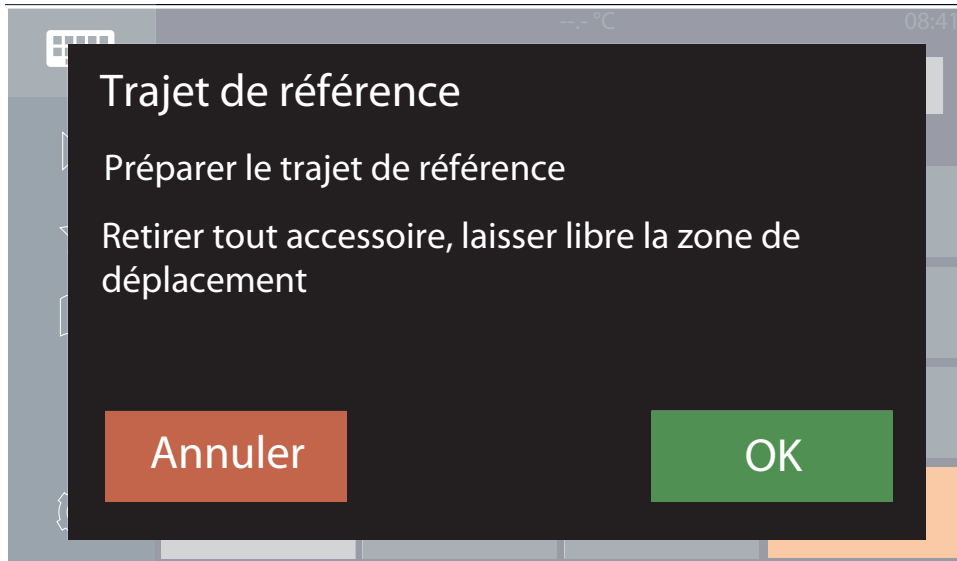 --.- °C
08:41
Trajet de référence
Préparer le trajet de référence
Retirer tout accessoire, laisser libre la zone de
déplacement
Annuler
OK